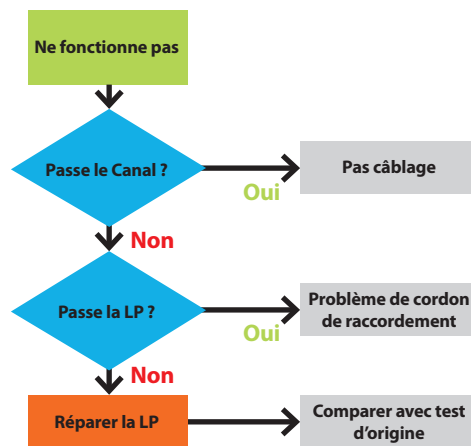 Ne fonctionne pas
Passe le Canal ?
Pas câblage
Oui
Non
Passe la LP ?
Problème de cordon
de raccordement
Oui
Non
Réparer la LP
Comparer avec test
d'origine